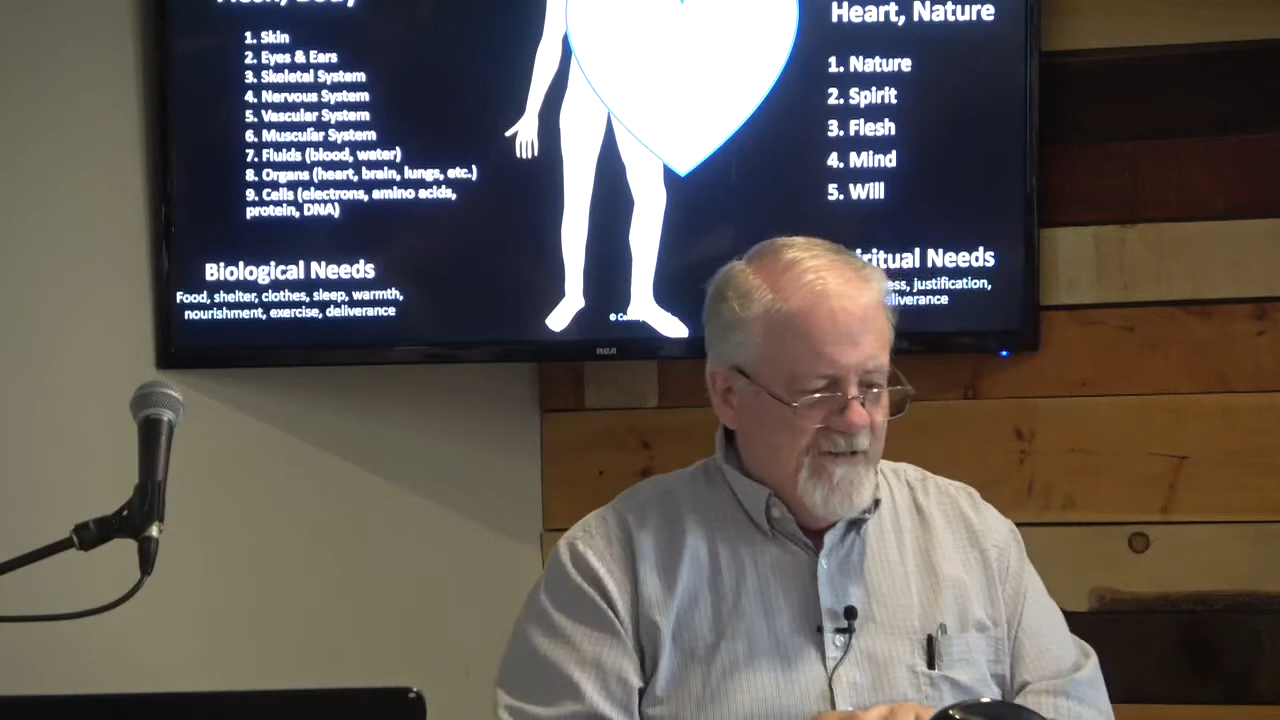 Flesh, Body
1. Skin
2. Eyes & Ears
3. Skeletal System
4. Nervous System
5. Vascular System
6. Muscular System
7. Fluids (blood, water)
8. Organs (heart, brain, lungs, etc.)
9. Cells (electrons, amino acids,
protein, DNA)
Biological Needs
Food, shelter, clothes, sleep, warmth,
nourishment, exercise, deliverance
Heart, Nature
1. Nature
2. Spirit
3. Flesh
4. Mind
5. Will
iritual Needs
ess, justification,
aliverance
©
RCA